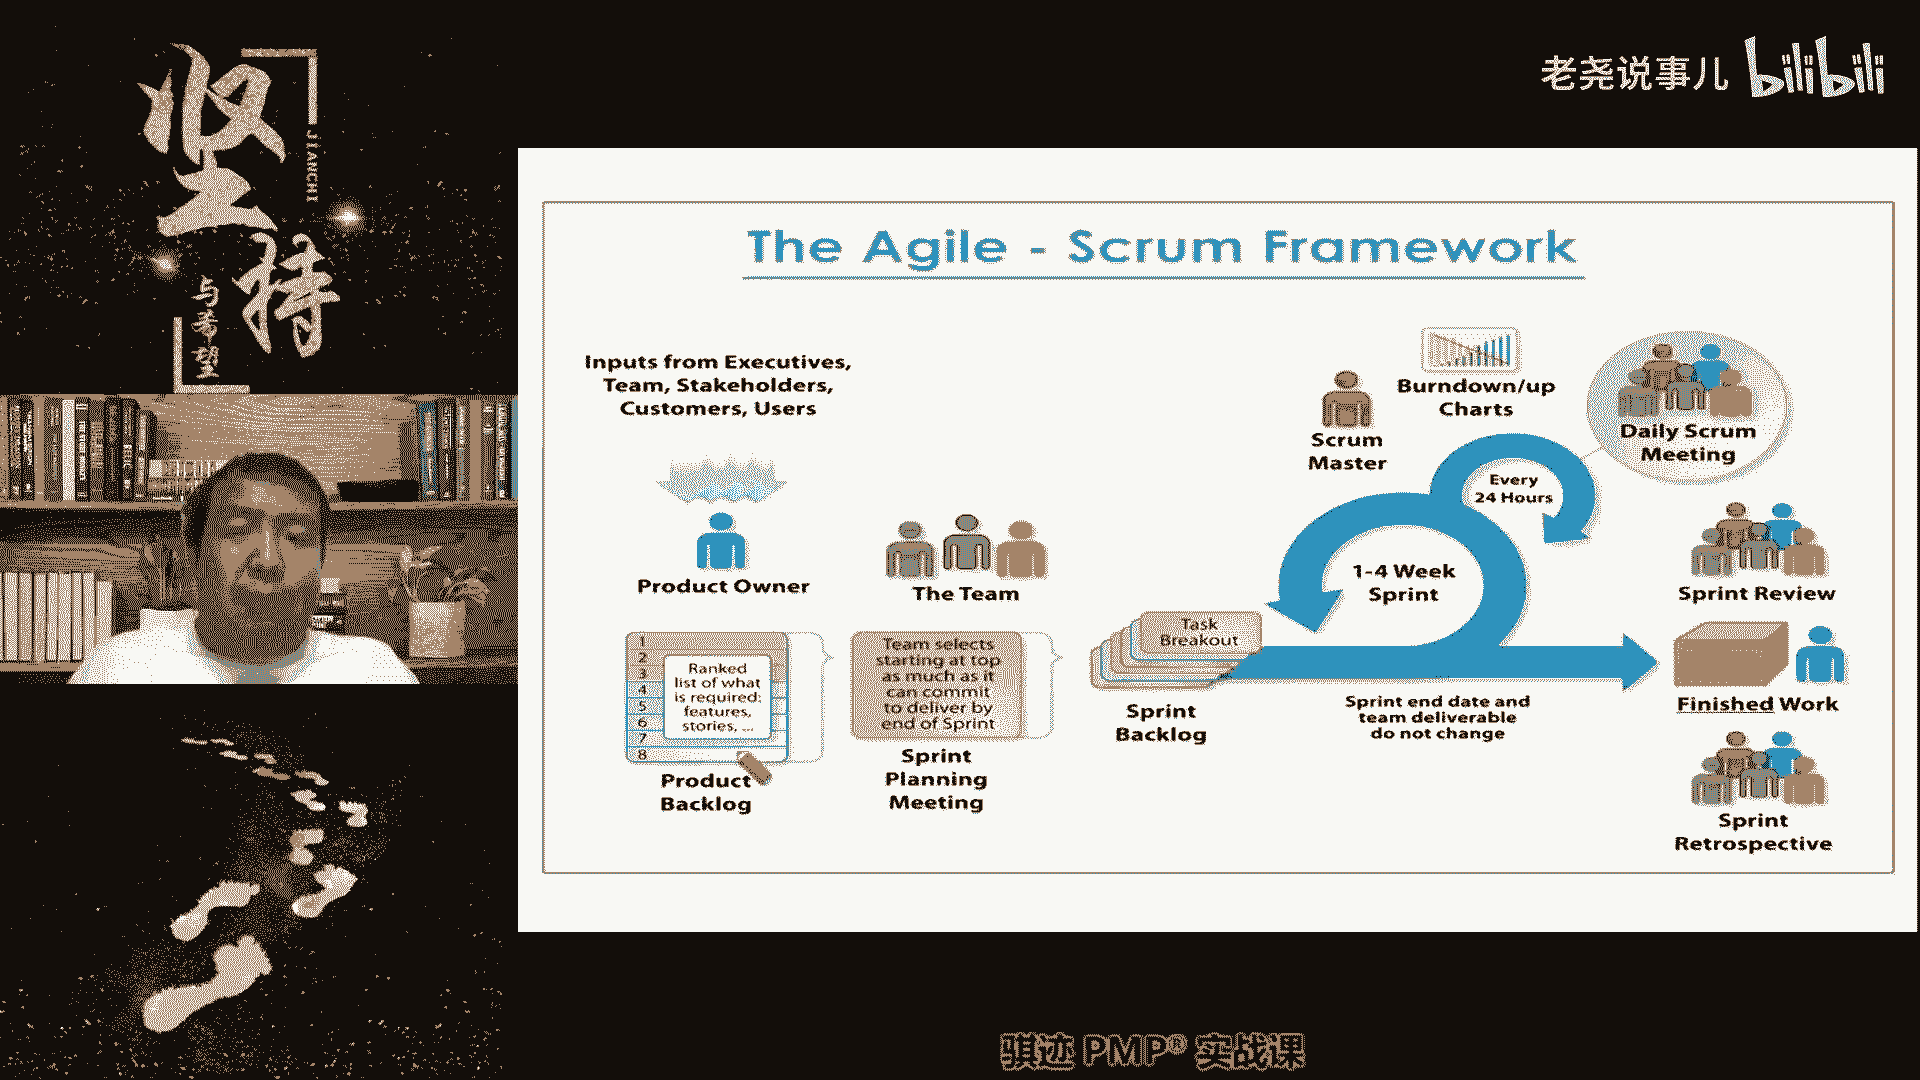 坚持
JIANCHI
与希望
老尧说事儿 bilibili
The Agile - Scrum Framework
Inputs from Executives,
Team, Stakeholders,
Customers, Users
Product Owner
The Team
1
2
3
4
5
6
7
8
Ranked
list of what
is required:
features,
stories, ...
Product
Backlog
Team selects
starting at top
as much as it
can commit
to deliver by
end of Sprint
Sprint
Planning
Meeting
Task
Breakout
Sprint
Backlog
Scrum
Master
Burndown/up
Charts
Every
24 Hours
1-4 Week
Sprint
Sprint end date and
team deliverable
do not change
Daily Scrum
Meeting
Sprint Review
Finished Work
Sprint
Retrospective
骐迹 PMP® 实战课